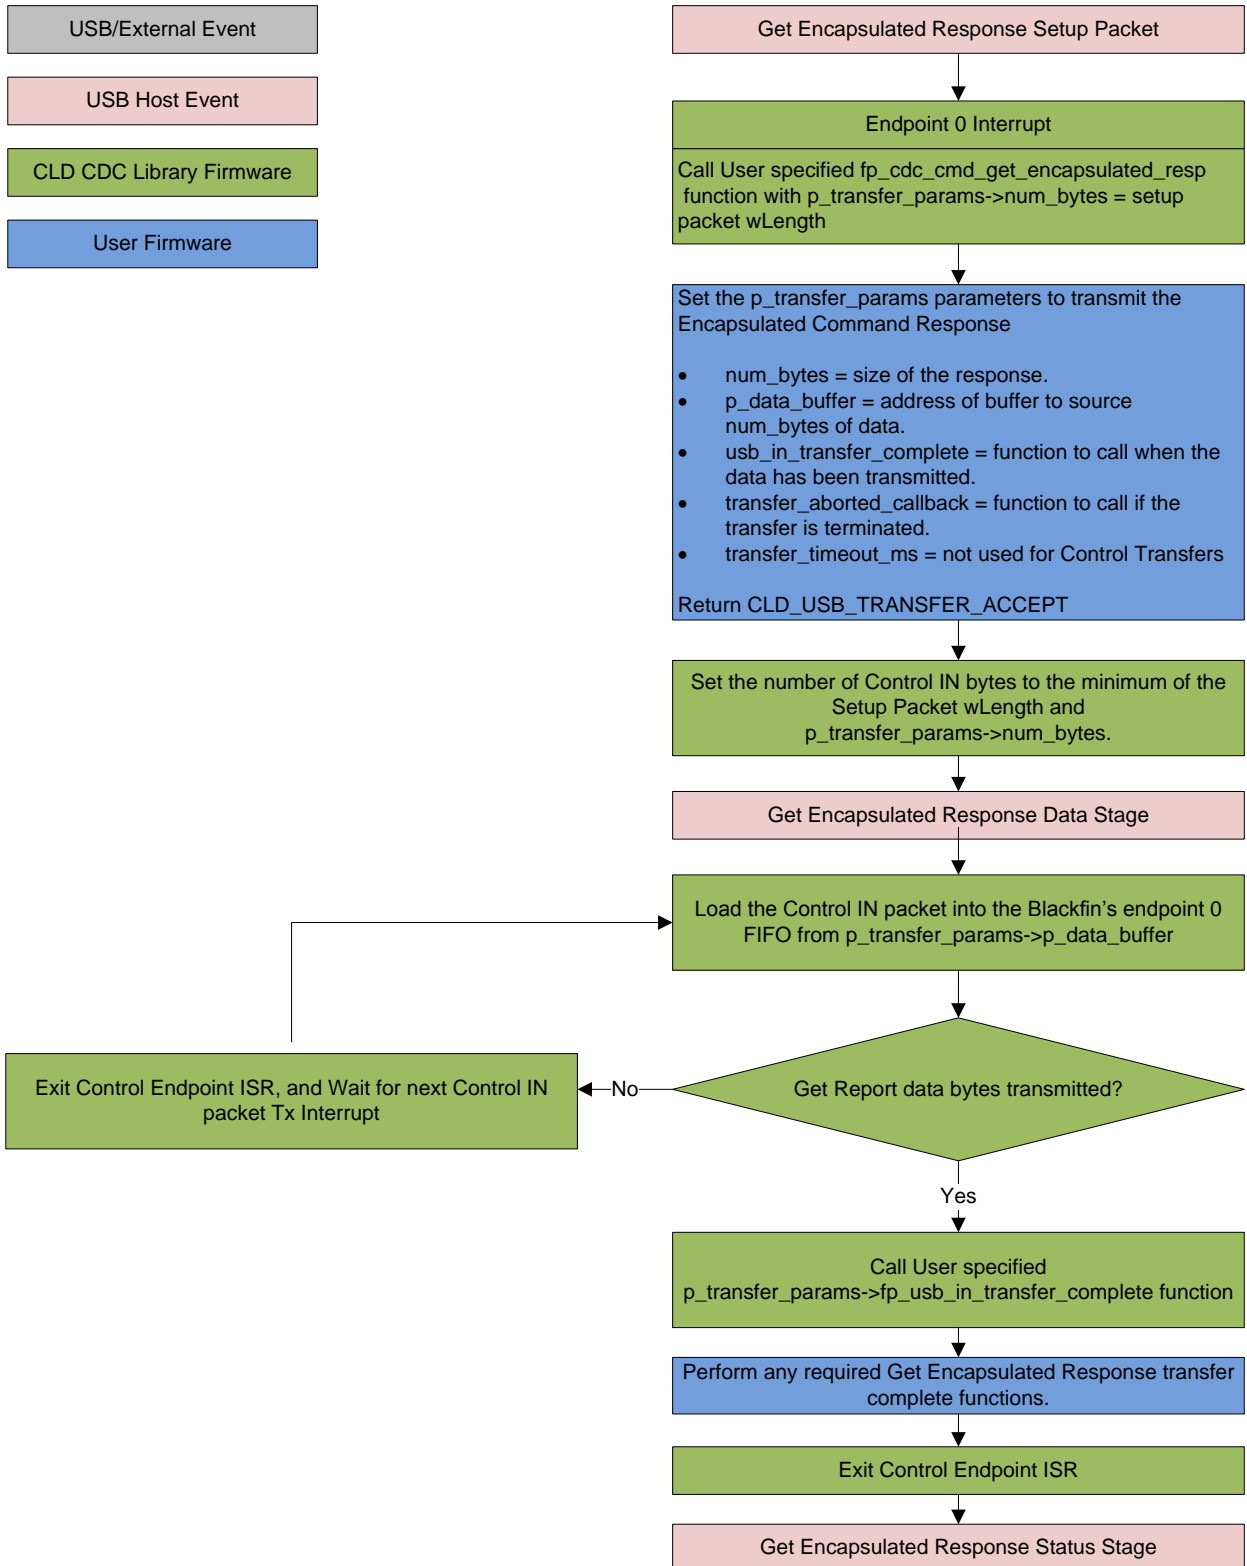 USB/External Event
USB Host Event
CLD CDC Library Firmware
User Firmware
Get Encapsulated Response Setup Packet
Endpoint 0 Interrupt
Call User specified fp_cdc_cmd_get_encapsulated_resp
function with p_transfer_params->num_bytes = setup
packet wLength
Set the p_transfer_params parameters to transmit the
Encapsulated Command Response
• num_bytes = size of the response.
• p_data_buffer = address of buffer to source
num_bytes of data.
• usb_in_transfer_complete = function to call when the
data has been transmitted.
• transfer_aborted_callback = function to call if the
transfer is terminated.
• transfer_timeout_ms = not used for Control Transfers
Return CLD_USB_TRANSFER_ACCEPT
Set the number of Control IN bytes to the minimum of the
Setup Packet wLength and
p_transfer_params->num_bytes.
Get Encapsulated Response Data Stage
Load the Control IN packet into the Blackfin's endpoint 0
FIFO from p_transfer_params->p_data_buffer
Get Report data bytes transmitted?
No
Exit Control Endpoint ISR, and Wait for next Control IN
packet Tx Interrupt
Yes
Call User specified
p_transfer_params->fp_usb_in_transfer_complete function
Perform any required Get Encapsulated Response transfer
complete functions.
Exit Control Endpoint ISR
Get Encapsulated Response Status Stage